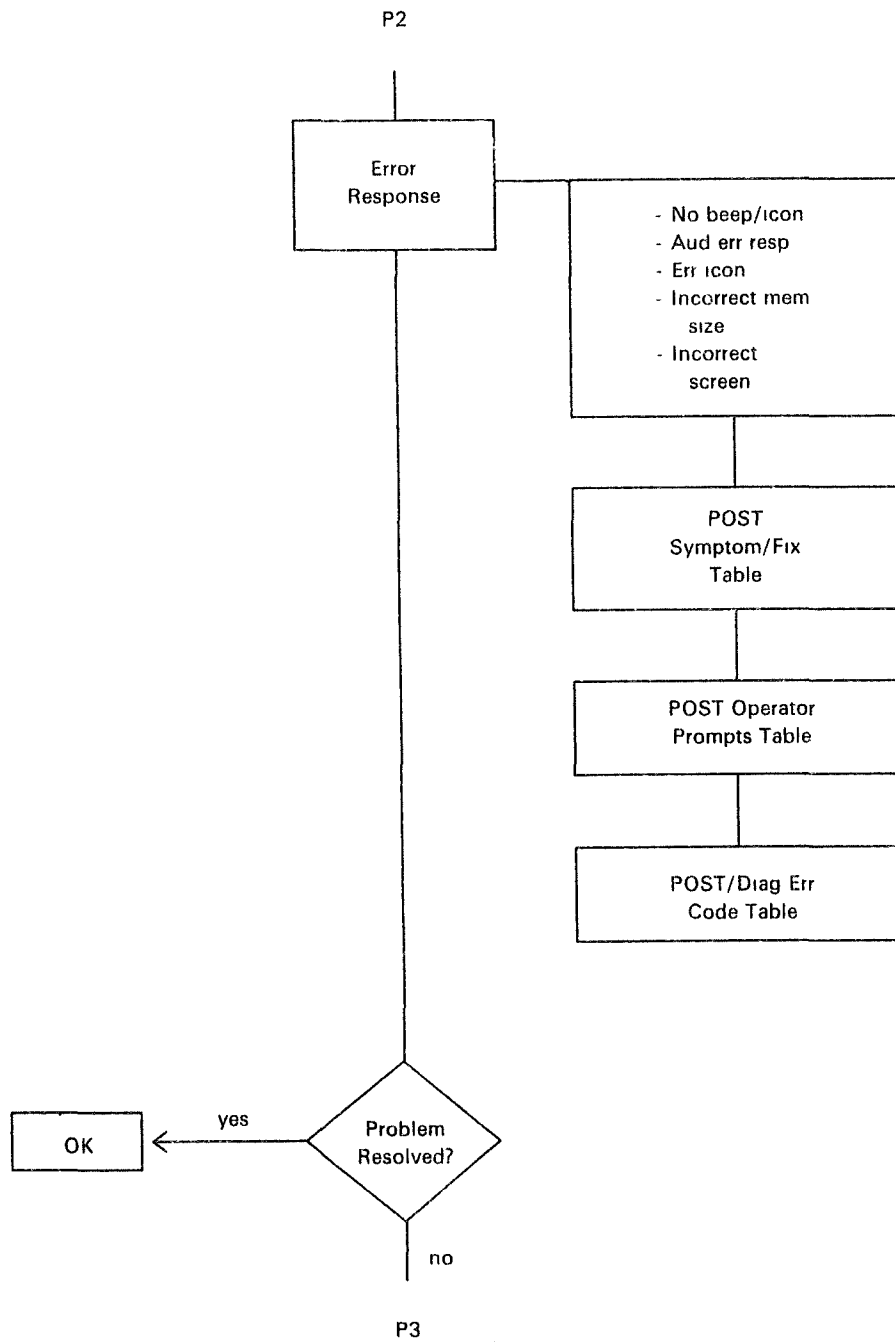 P2
Error
Response
- No beep/icon
- Aud err resp
- Err icon
- Incorrect mem
size
- Incorrect
screen
POST
Symptom/Fix
Table
POST Operator
Prompts Table
POST/Diag Err
Code Table
yes
OK
Problem
Resolved?
no
P3